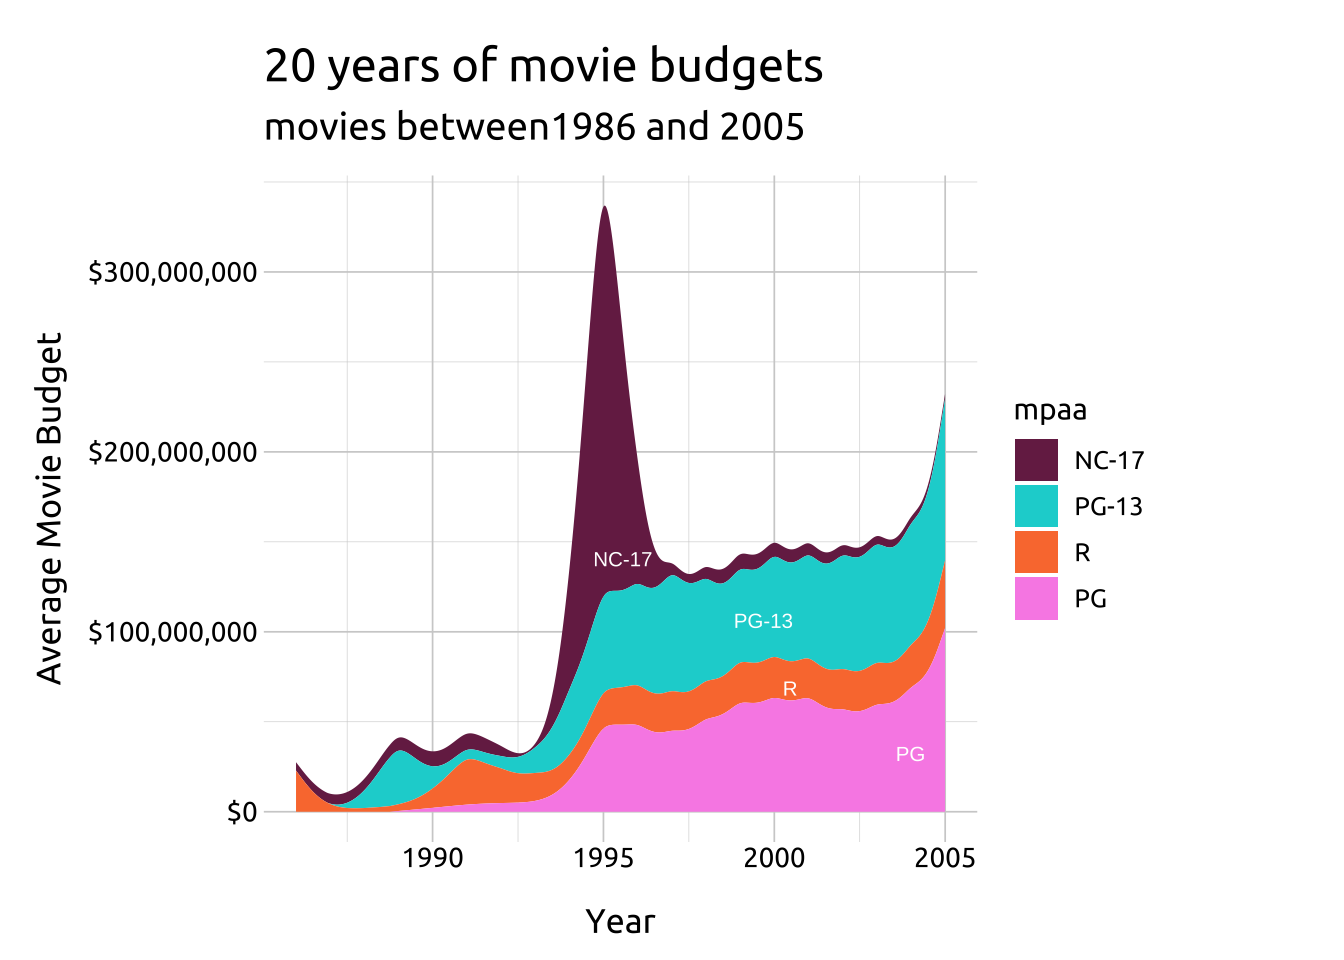 20 years of movie budgets
movies between1986 and 2005
Average Movie Budget
$300,000,000
$200,000,000
$100,000,000
$0
NC-17
PG-13
R
PG
1990 1995 2000 2005
Year
mpaa
NC-17
PG-13
R
PG